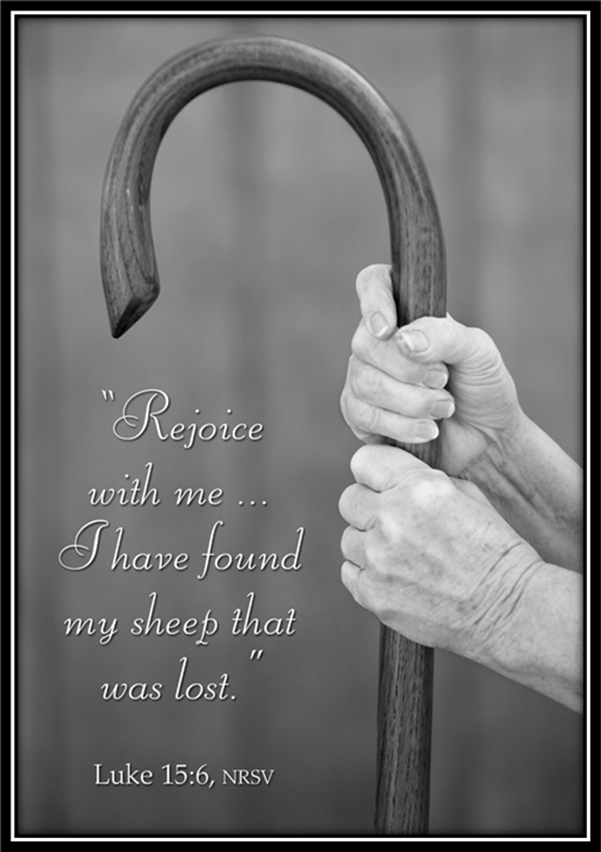 "Rejoice
with me ...
I have found
my sheep that
was lost."
Luke 15:6, NRSV